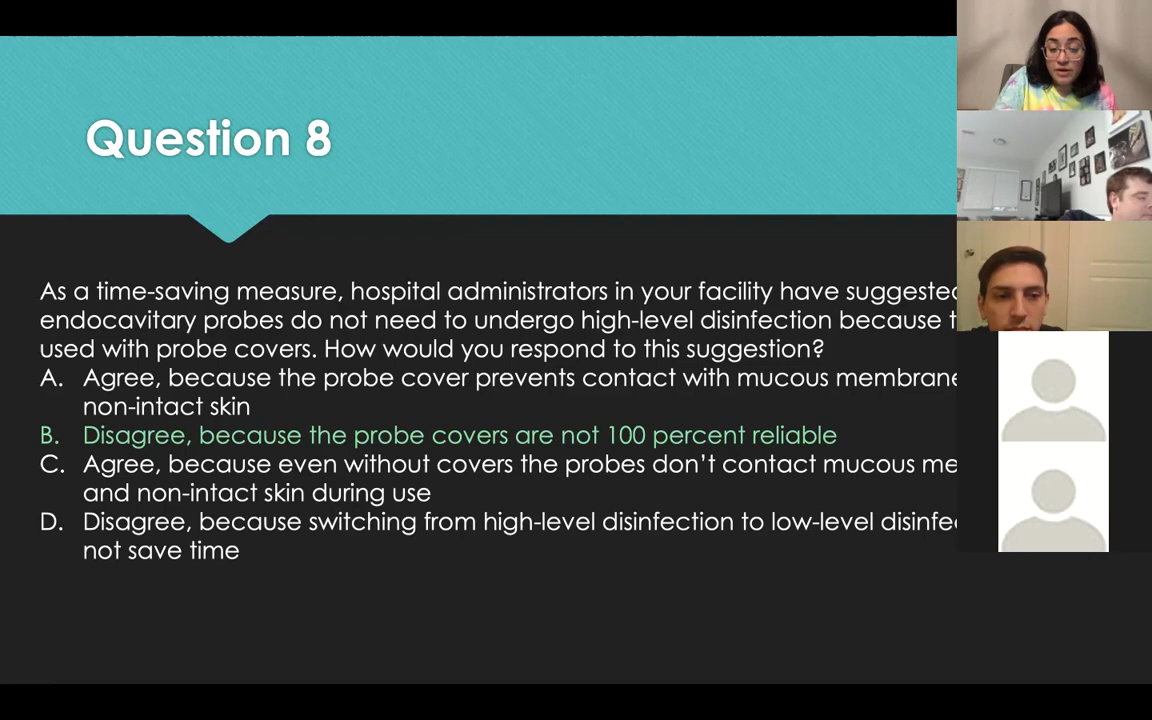 Question 8
As a time-saving measure, hospital administrators in your facility have suggested
endocavitary probes do not need to undergo high-level disinfection because
used with probe covers. How would you respond to this suggestion?
A. Agree, because the probe cover prevents contact with mucous membrane
non-intact skin
B. Disagree, because the probe covers are not 100 percent reliable
C. Agree, because even without covers the probes don’t contact mucous
and non-intact skin during use
D. Disagree, because switching from high-level disinfection to low-level
not save time